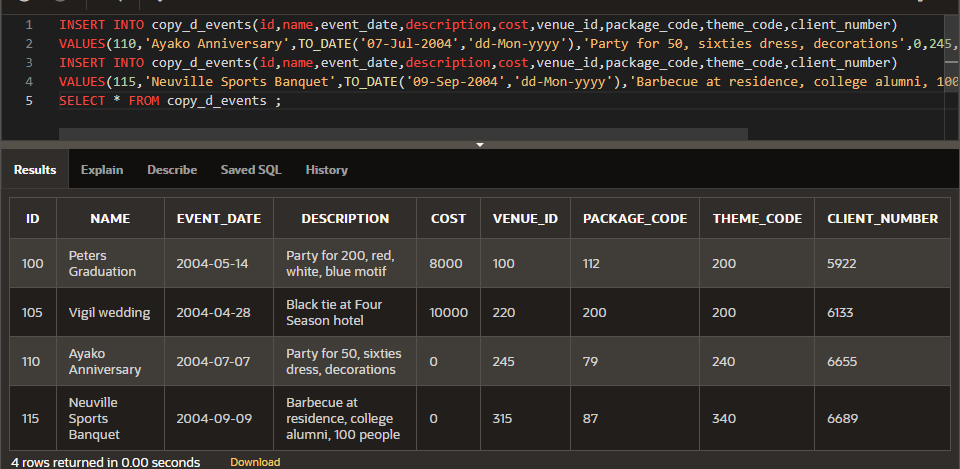 1 INSERT INTO copy_d_events(id,name,event_date,description,cost,venue_id,package_code,theme_code,client_number)
2 VALUES(110,'Ayako Anniversary',TO_DATE('07-Jul-2004','dd-Mon-yyyy'),'Party for 50, sixties dress, decorations',0,245,
3 INSERT INTO copy_d_events(id,name,event_date,description,cost,venue_id,package_code,theme_code,client_number)
4 VALUES(115,'Neuville Sports Banquet',TO_DATE('09-Sep-2004','dd-Mon-yyyy'),'Barbecue at residence, college alumni, 100
5 SELECT * FROM copy_d_events ;
Results Explain Describe Saved SQL History
ID NAME EVENT_DATE DESCRIPTION COST VENUE_ID PACKAGE_CODE THEME_CODE CLIENT_NUMBER
Peters Party for 200, red,
100 2004-05-14 8000 100 112 200 5922
Graduation white, blue motif
Black tie at Four
105 Vigil wedding 2004-04-28 10000 220 200 200 6133
Season hotel
Ayako Party for 50, sixties
110 2004-07-07 0 245 79 240 6655
Anniversary dress, decorations
Neuville Barbecue at
115 Sports 2004-09-09 residence, college 0 315 87 340 6689
Banquet alumni, 100 people
4 rows returned in 0.00 seconds Download